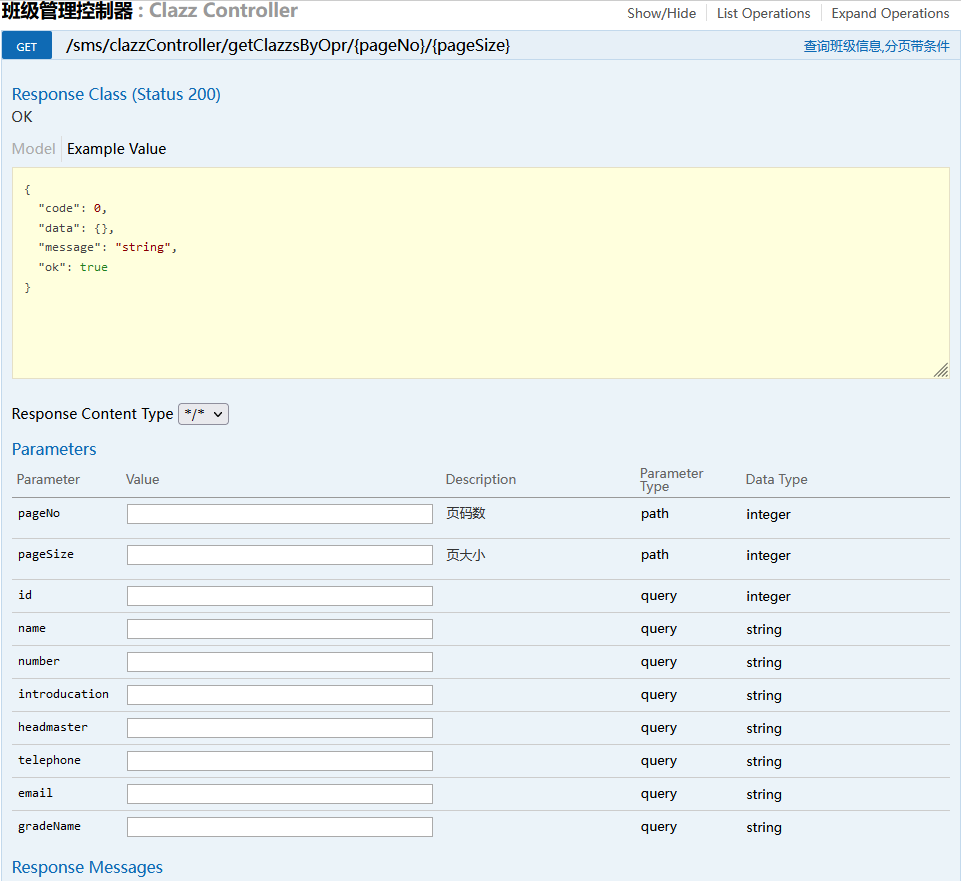 班级管理控制器 : Clazz Controller Show/Hide List Operations Expand Operations
GET /sms/clazzController/getClazzsByOpr/{pageNo}/{pageSize} 查询班级信息,分页带条件
Response Class (Status 200)
OK
Model Example Value
{
"code": 0,
"data": {},
"message": "string",
"ok": true
}
Response Content Type */*
Parameters
Parameter Value Description Parameter Type Data Type
pageNo 页码数 path integer
pageSize 页大小 path integer
id query integer
name query string
number query string
introducation query string
headmaster query string
telephone query string
email query string
gradeName query string
Response Messages